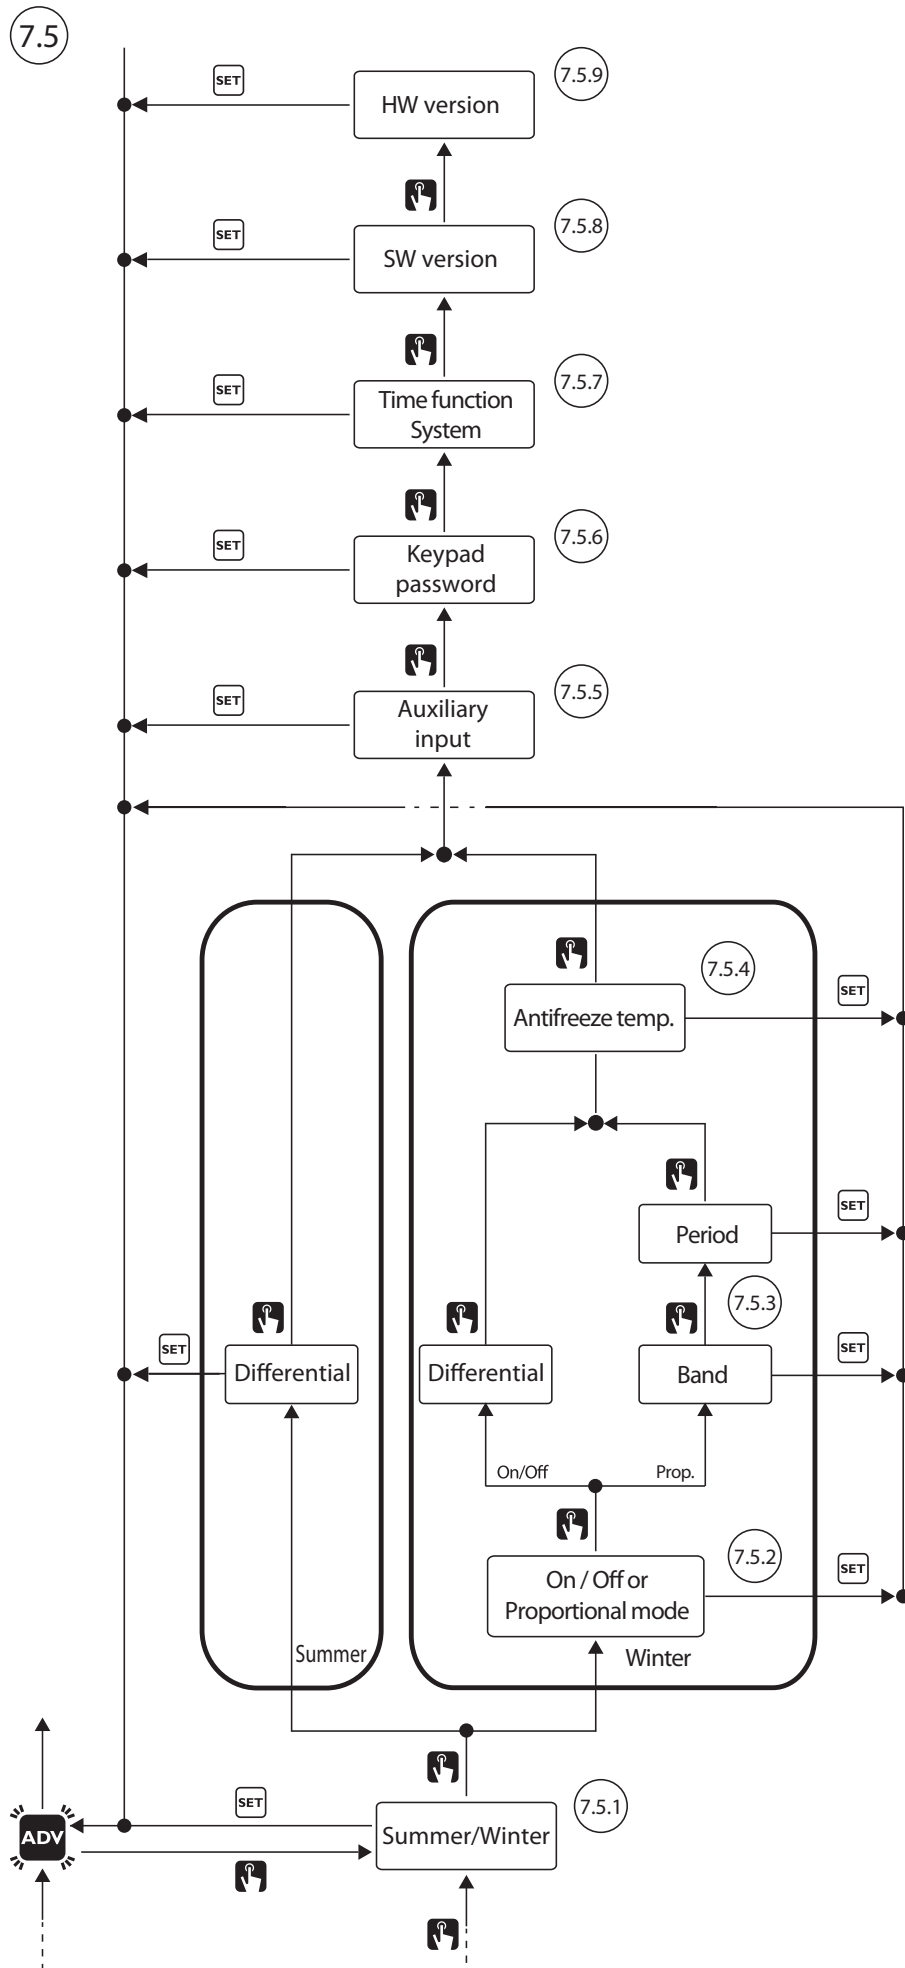 7.5
7.5.9
SET
HW version
7.5.8
SET
SW version
7.5.7
SET
Time function
System
7.5.6
SET
Keypad
password
7.5.5
SET
Auxiliary
input
7.5.4
SET
Antifreeze temp.
SET
Period
7.5.3
SET
SET
Differential
Differential
Band
On/Off
Prop.
7.5.2
SET
On / Off or
Proportional mode
Summer
Winter
SET
7.5.1
ADV
Summer/Winter